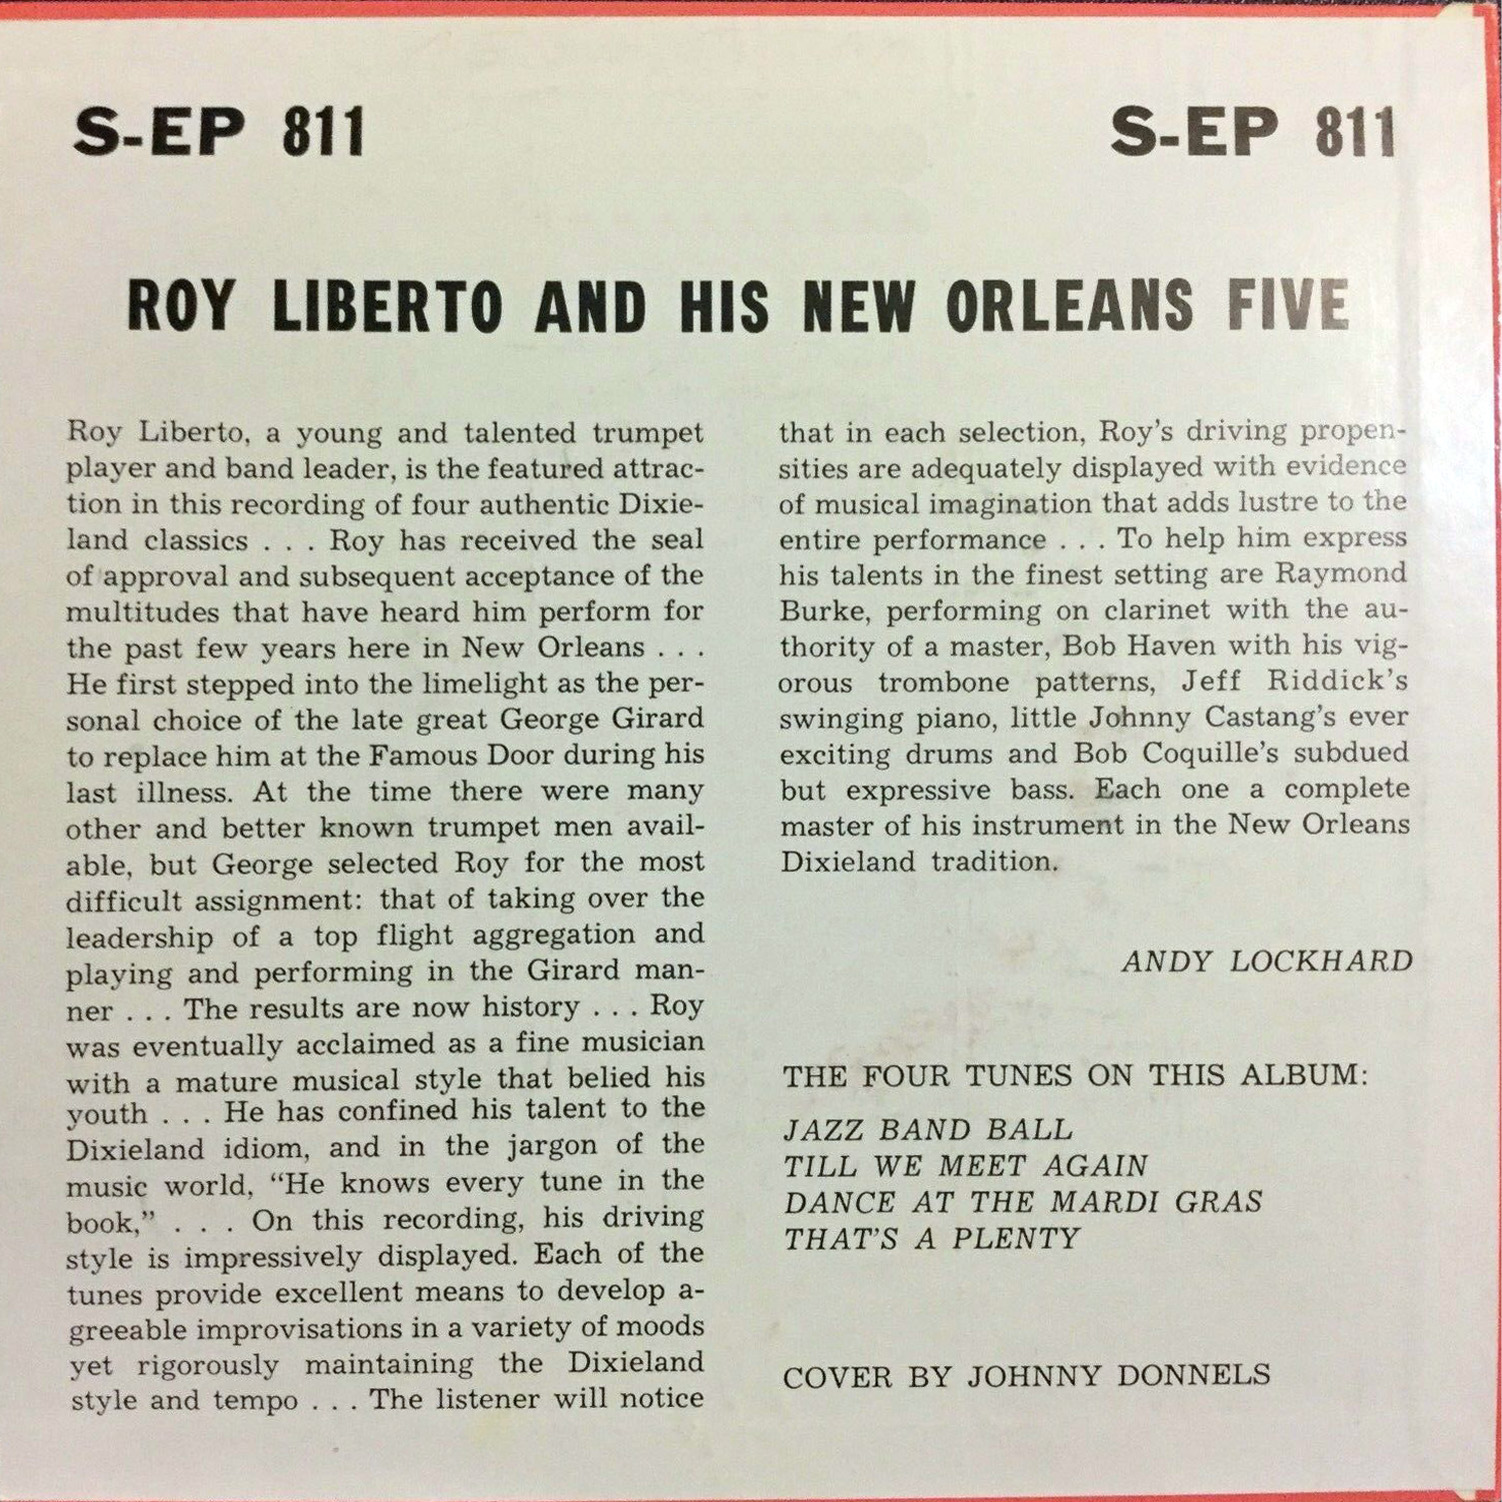 S-EP 811 S-EP 811
ROY LIBERTO AND HIS NEW ORLEANS FIVE
Roy Liberto, a young and talented trumpet
player and band leader, is the featured attrac-
tion in this recording of four authentic Dixie-
land classics . . . Roy has received the seal
of approval and subsequent acceptance of the
multitudes that have heard him perform for
the past few years here in New Orleans . . .
He first stepped into the limelight as the per-
sonal choice of the late great George Girard
to replace him at the Famous Door during his
last illness. At the time there were many
other and better known trumpet men avail-
able, but George selected Roy for the most
difficult assignment: that of taking over the
leadership of a top flight aggregation and
playing and performing in the Girard man-
ner . . . The results are now history . . . Roy
was eventually acclaimed as a fine musician
with a mature musical style that belied his
youth . . . He has confined his talent to the
Dixieland idiom, and in the jargon of the
music world, “He knows every tune in the
book,” . . . On this recording, his driving
style is impressively displayed. Each of the
tunes provide excellent means to develop a-
greeable improvisations in a variety of moods
yet rigorously maintaining the Dixieland
style and tempo . . . The listener will notice
that in each selection, Roy’s driving propen-
sities are adequately displayed with evidence
of musical imagination that adds lustre to the
entire performance . . . To help him express
his talents in the finest setting are Raymond
Burke, performing on clarinet with the au-
thority of a master, Bob Haven with his vig-
orous trombone patterns, Jeff Riddick’s
swinging piano, little Johnny Castang’s ever
exciting drums and Bob Coquille’s subdued
but expressive bass. Each one a complete
master of his instrument in the New Orleans
Dixieland tradition.
ANDY LOCKHARD
THE FOUR TUNES ON THIS ALBUM:
JAZZ BAND BALL
TILL WE MEET AGAIN
DANCE AT THE MARDI GRAS
THAT’S A PLENTY
COVER BY JOHNNY DONNELS